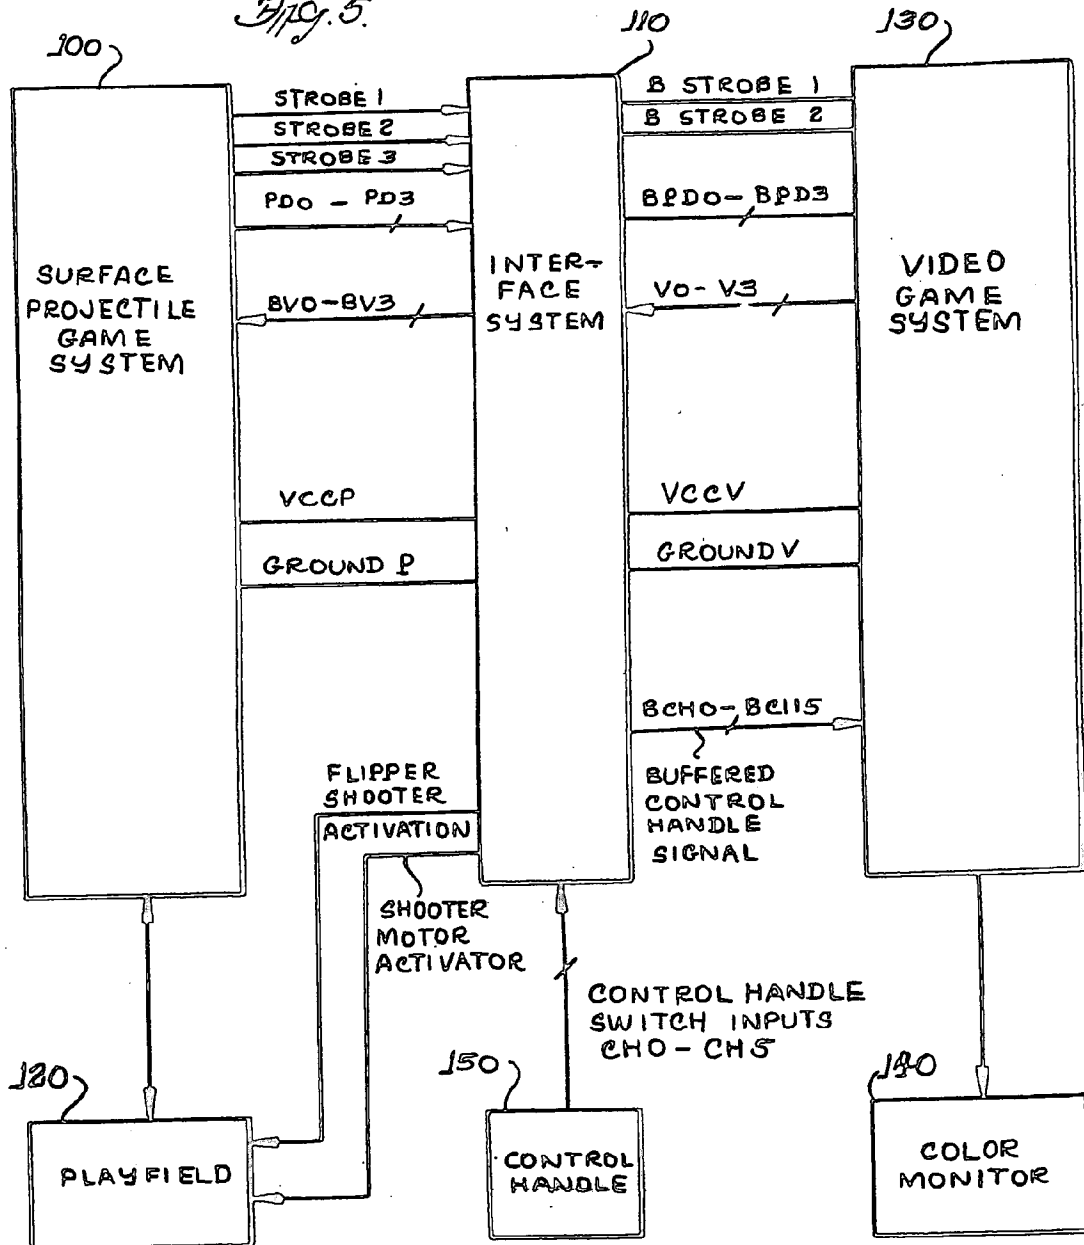 Fig. 5.
100
110
130
STROBE 1
STROBE 2
STROBE 3
PD0 - PD3
BV0-BV3
SURFACE
PROJECTILE
GAME
SYSTEM
VCCP
GROUND P
INTER-
FACE
SYSTEM
B STROBE 1
B STROBE 2
BPD0- BPD3
V0- V3
VIDEO
GAME
SYSTEM
VCCV
GROUND V
BCH0- BCH5
BUFFERED
CONTROL
HANDLE
SIGNAL
FLIPPER
SHOOTER
ACTIVATION
SHOOTER
MOTOR
ACTIVATOR
CONTROL HANDLE
SWITCH INPUTS
CH0 - CH5
120
150
140
PLAYFIELD
CONTROL
HANDLE
COLOR
MONITOR